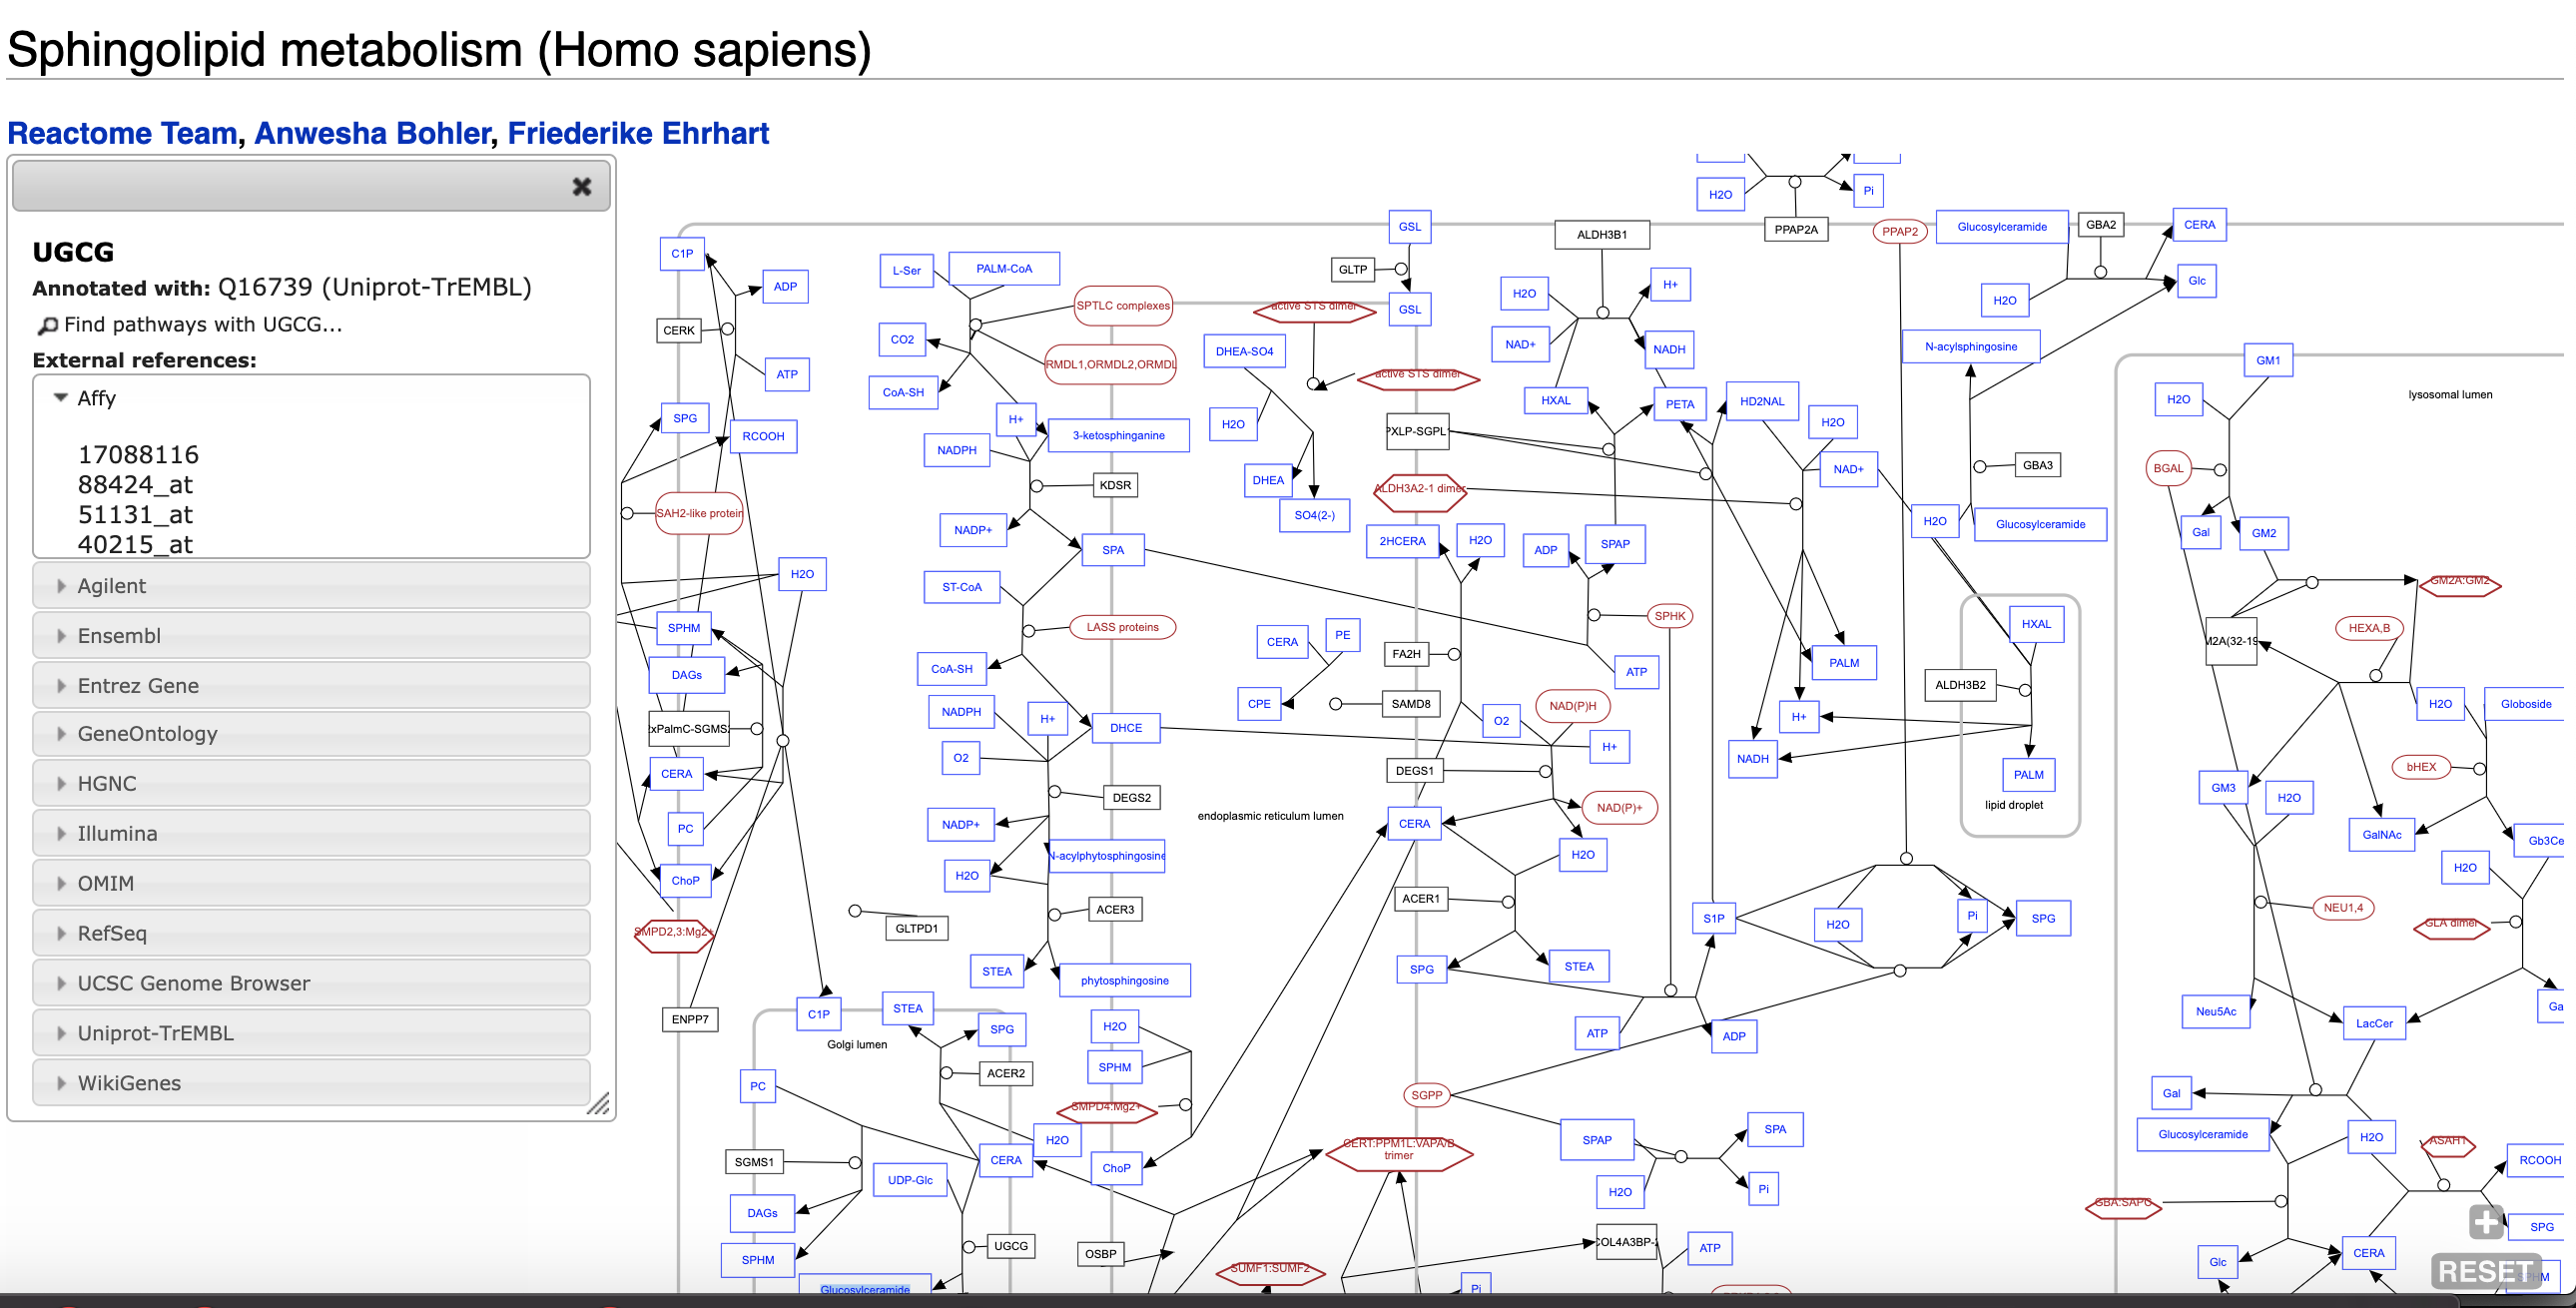 Sphingolipid metabolism (Homo sapiens)
Reactome Team, Anwesha Bohler, Friederike Ehrhart
UGCG
Annotated with: Q16739 (Uniprot-TrEMBL)
Find pathways with UGCG...
External references:
Affy
17088116
88424_at
51131_at
40215_at
Agilent
Ensembl
Entrez Gene
GeneOntology
HGNC
Illumina
OMIM
RefSeq
UCSC Genome Browser
Uniprot-TrEMBL
WikiGenes
C1P
ADP
CERK
ATP
SPG
RCOOH
SAH2-like protein
H2O
SPHM
DAGs
xPalmC-SGMS
CERA
PC
ChoP
SMPD2,3:Mg2+
ENPP7
L-Ser
PALM-CoA
SPTLC complexes
CO2
RMDL1,ORMDL2,ORMDL
CoA-SH
H+
3-ketosphinganine
NADPH
KDSR
NADP+
SPA
ST-CoA
LASS proteins
CoA-SH
NADPH
H+
DHCE
O2
DEGS2
NADP+
N-acylphytosphingosine
H2O
ACER3
GLTPD1
STEA
phytosphingosine
C1P
STEA
SPG
Golgi lumen
ACER2
PC
H2O
SPHM
SMPD4:Mg2+
H2O
CERA
ChoP
SGMS1
UDP-Glc
DAGs
SPHM
UGCG
OSBP
Glucosylceramide
GSL
GLTP
GSL
active STS dimer
DHEA-SO4
active STS dimer
H2O
DHEA
SO4(2-)
PXLP-SGPL
ALDH3A2-1 dimer
2HCERA
H2O
CERA
PE
FA2H
CPE
SAMD8
O2
NAD(P)H
H+
DEGS1
NAD(P)+
endoplasmic reticulum lumen
CERA
H2O
ACER1
SPG
STEA
ATP
ADP
SGPP
CERT:PPM1L:VAPA/B
trimer
SPAP
SPA
H2O
Pi
COL4A3BP-2
ATP
SUMF1:SUMF2
Pi
ALDH3B1
H2O
H+
NAD+
NADH
HXAL
PETA
HD2NAL
H2O
NAD+
ADP
SPAP
SPHK
ATP
PALM
H+
NADH
S1P
H2O
Pi
SPG
H2O
Pi
PPAP2A
PPAP2
Glucosylceramide
GBA2
CERA
H2O
Glc
N-acylsphingosine
GBA3
H2O
Glucosylceramide
HXAL
ALDH3B2
PALM
lipid droplet
GM1
H2O
lysosomal lumen
BGAL
Gal
GM2
GM2A:GM2
M2A(32-19
HEXA,B
H2O
Globoside
bHEX
GM3
H2O
GalNAc
Gb3Ce
H2O
NEU1,4
GLA dimer
Neu5Ac
LacCer
Ga
Gal
Glucosylceramide
H2O
ASAH1
RCOOH
GBA:SAPC
SPG
Glc
CERA
RESET